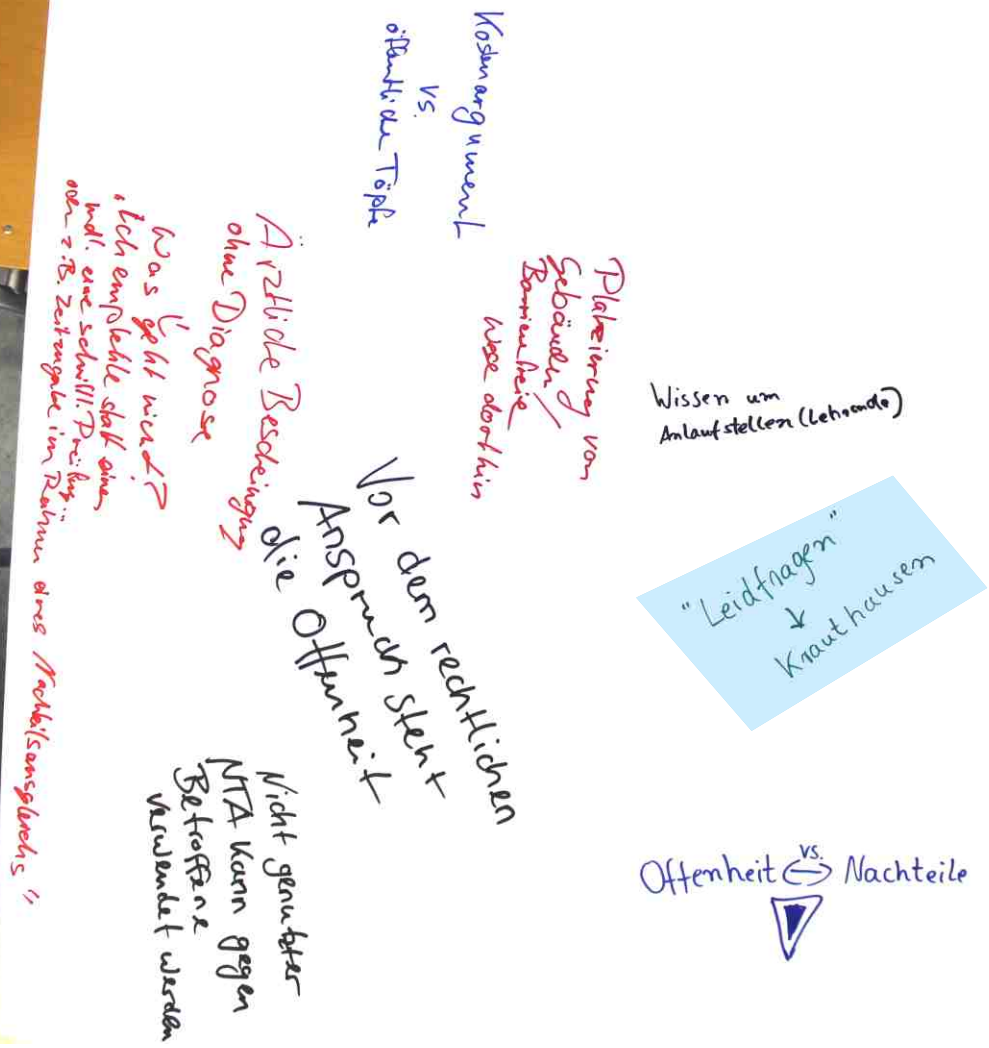 Kostenargument
vs.
öffentliche Töpfe
Platzierung von
Gebäuden/
Barrierefreie
Wege dorthin
Wissen um
Anlaufstellen (Lehrende)
"Leidfragen"
↓
Krauthausen
Ärztliche Bescheinigung
ohne Diagnose
Was geht nicht?
"Ich empfehle statt einer
mdl. eine schriftl. Prüfung...
oder z.B. Zeitzugabe im Rahmen eines Nachteilsausgleichs"
Vor dem rechtlichen
Anspruch steht
die Offenheit
Nicht genutzter
NTA kann gegen
Betroffene
verwendet werden
Offenheit vs. Nachteile